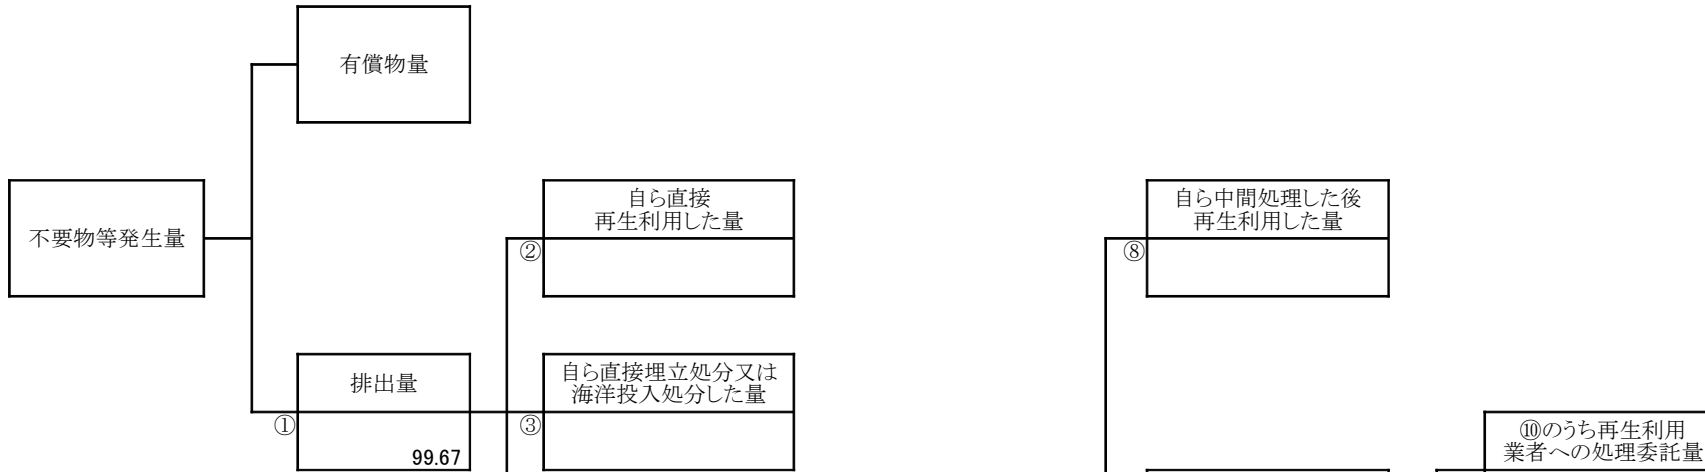 有償物量
不要物等発生量
自ら直接
再生利用した量
②
自ら中間処理した後
再生利用した量
⑧
排出量
①
99.67
自ら直接埋立処分又は
海洋投入処分した量
③
⑩のうち再生利用
業者への処理委託量